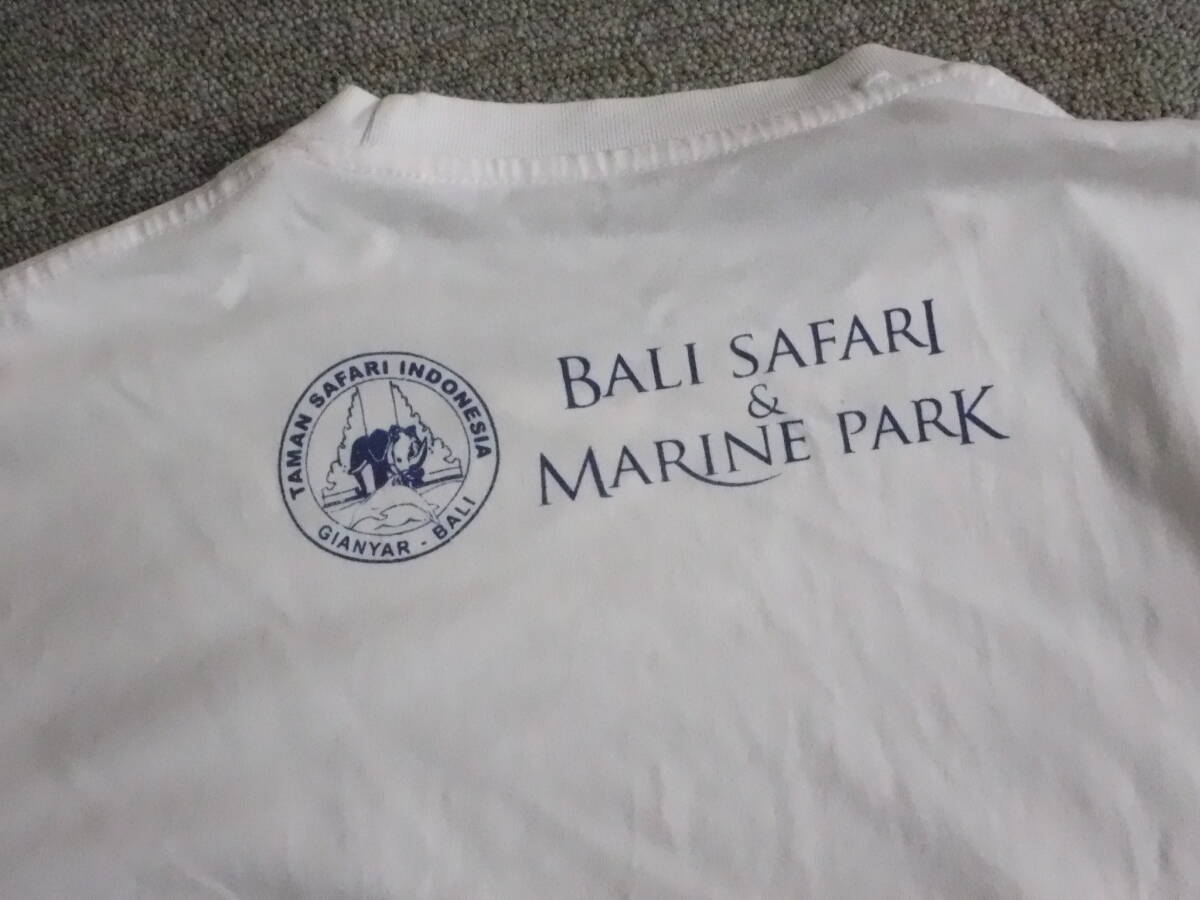 TAMAN SAFARI INDONESIA
GIANYAR - BALI
BALI SAFARI
&
MARINE PARK